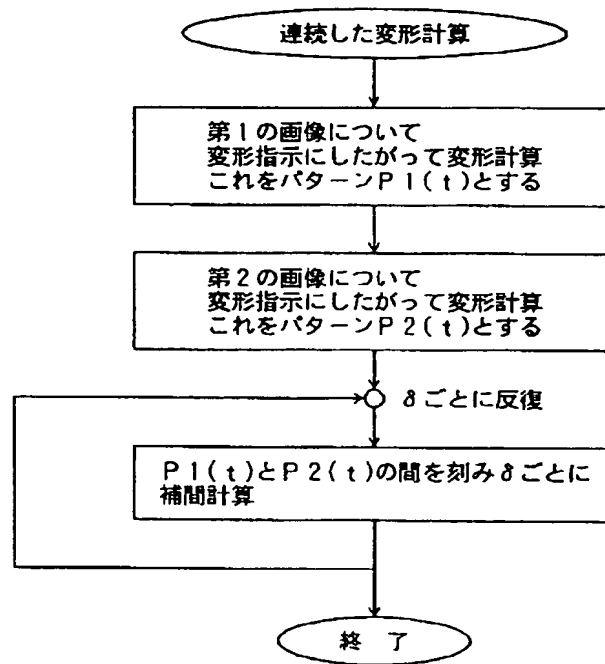 連続した変形計算
第1の画像について
変形指示にしたがって変形計算
これをパターンP1(t)とする
第2の画像について
変形指示にしたがって変形計算
これをパターンP2(t)とする
δごとに反復
P1(t)とP2(t)の間を刻みδごとに
補間計算
終 了